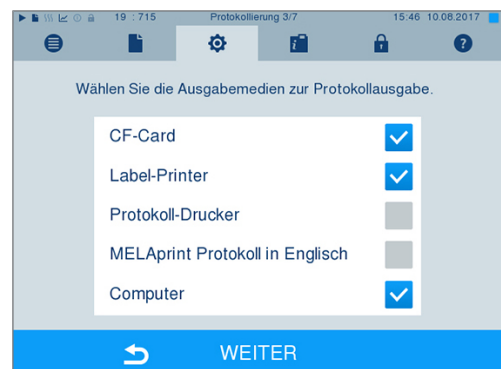 19 : 715 Protokollierung 3/7 15:46 10.08.2017
Wählen Sie die Ausgabemedien zur Protokollausgabe.
CF-Card
Label-Printer
Protokoll-Drucker
MELAprint Protokoll in Englisch
Computer
WEITER